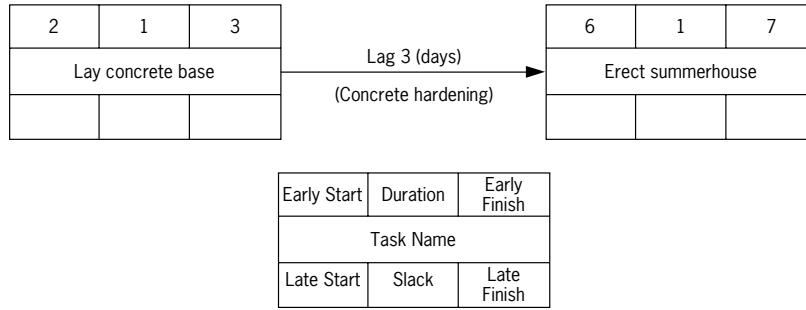 2 1 3
Lay concrete base
Lag 3 (days)
(Concrete hardening)
6 1 7
Erect summerhouse
Early Start Duration Early
Finish
Task Name
Late Start Slack Late
Finish